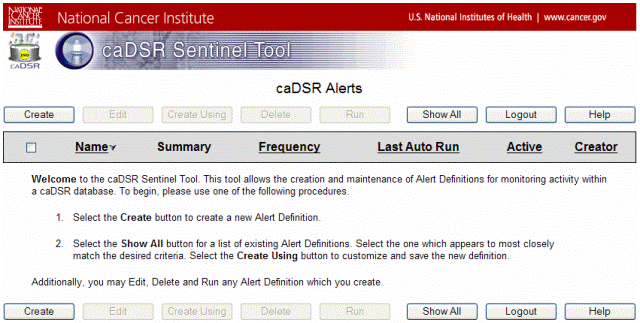 NATIONAL CANCER INSTITUTE National Cancer Institute U.S. National Institutes of Health | www.cancer.gov
caDSR caDSR Sentinel Tool
caDSR Alerts
Create Edit Create Using Delete Run Show All Logout Help
Name Summary Frequency Last Auto Run Active Creator
Welcome to the caDSR Sentinel Tool. This tool allows the creation and maintenance of Alert Definitions for monitoring activity within
a caDSR database. To begin, please use one of the following procedures.
1. Select the Create button to create a new Alert Definition.
2. Select the Show All button for a list of existing Alert Definitions. Select the one which appears to most closely
match the desired criteria. Select the Create Using button to customize and save the new definition.
Additionally, you may Edit, Delete and Run any Alert Definition which you create.
Create Edit Create Using Delete Run Show All Logout Help